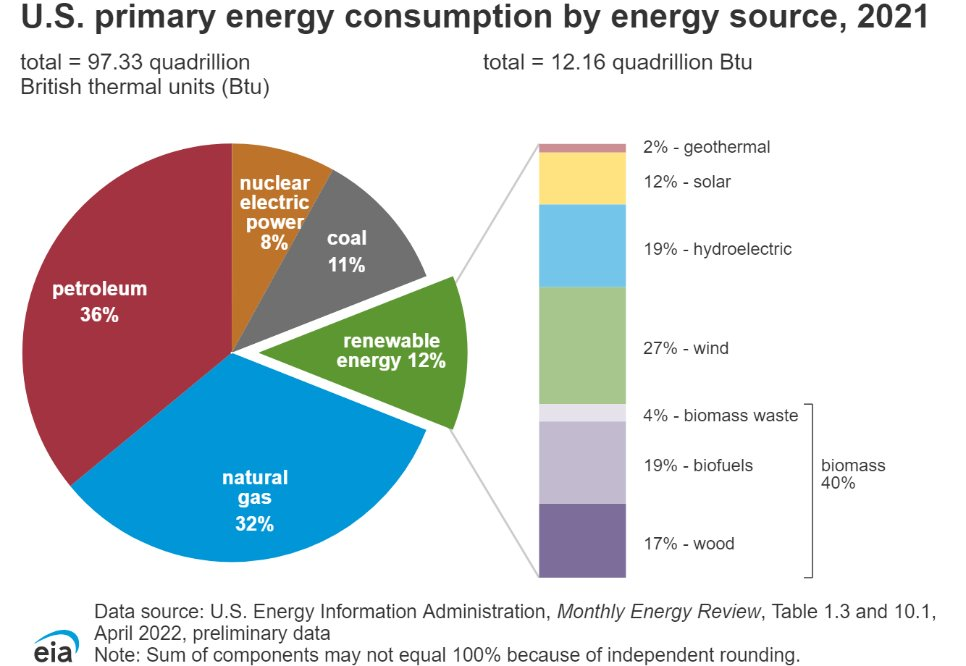 U.S. primary energy consumption by energy source, 2021
total = 97.33 quadrillion
British thermal units (Btu)
total = 12.16 quadrillion Btu
nuclear
electric
power
8%
coal
11%
petroleum
36%
renewable
energy 12%
natural
gas
32%
2% - geothermal
12% - solar
19% - hydroelectric
27% - wind
4% - biomass waste
19% - biofuels
17% - wood
biomass
40%
Data source: U.S. Energy Information Administration, Monthly Energy Review, Table 1.3 and 10.1,
April 2022, preliminary data
Note: Sum of components may not equal 100% because of independent rounding.
eia